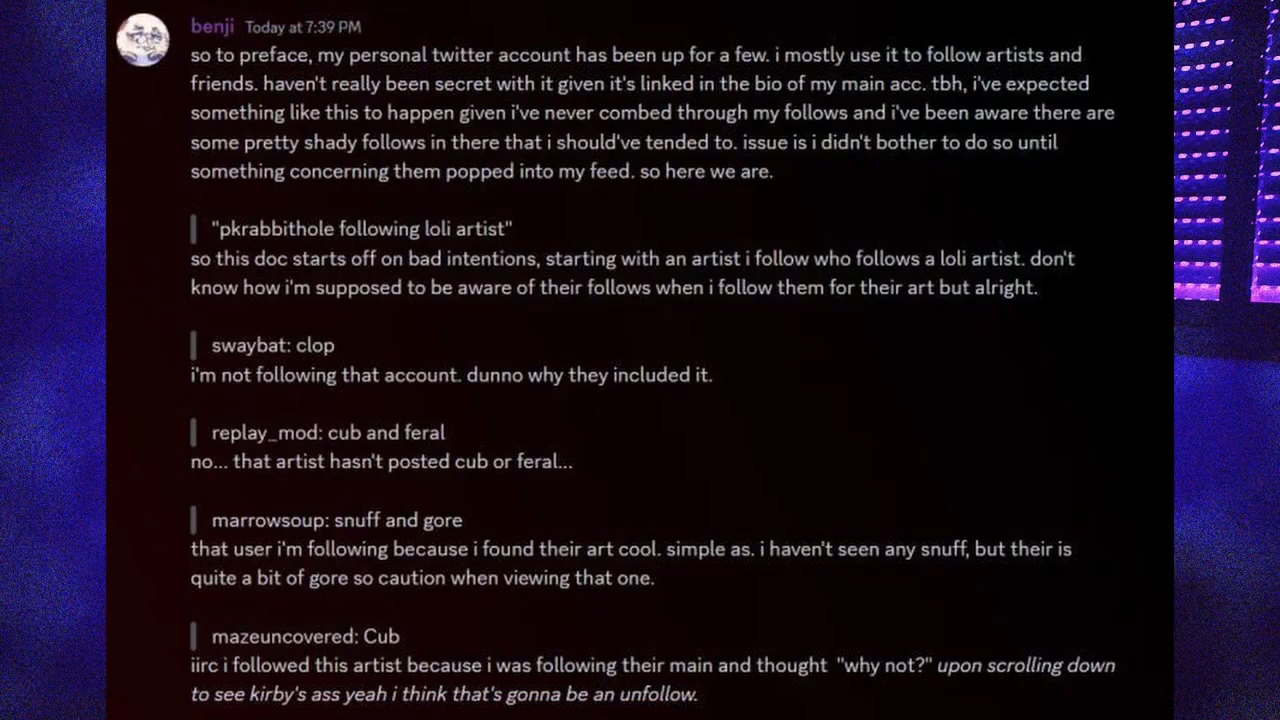 benji Today at 7:39 PM
so to preface, my personal twitter account has been up for a few. i mostly use it to follow artists and
friends. haven't really been secret with it given it's linked in the bio of my main acc. tbh, i've expected
something like this to happen given i've never combed through my follows and i've been aware there are
some pretty shady follows in there that i should've tended to. issue is i didn't bother to do so until
something concerning them popped into my feed. so here we are.
"pkrabbithole following loli artist"
so this doc starts off on bad intentions, starting with an artist i follow who follows a loli artist. don't
know how i'm supposed to be aware of their follows when i follow them for their art but alright.
swaybat: clop
i'm not following that account. dunno why they included it.
replay_mod: cub and feral
no... that artist hasn't posted cub or feral...
marrowsoup: snuff and gore
that user i'm following because i found their art cool. simple as. i haven't seen any snuff, but their is
quite a bit of gore so caution when viewing that one.
mazeuncovered: Cub
iirc i followed this artist because i was following their main and thought "why not?" upon scrolling down
to see kirby's ass yeah i think that's gonna be an unfollow.